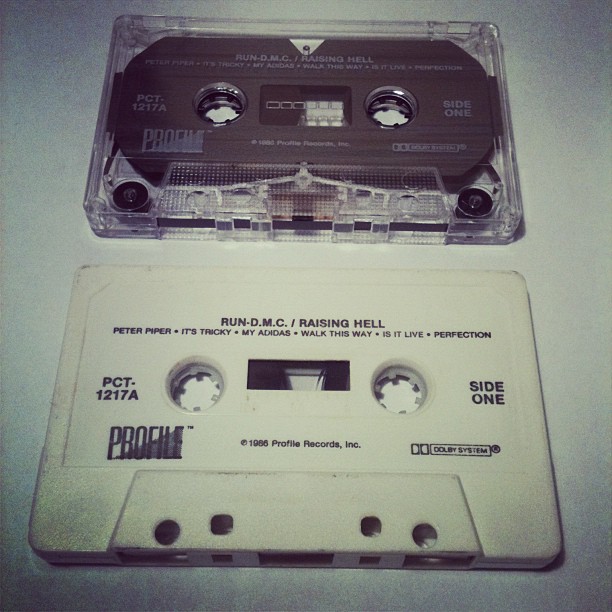 RUN-D.M.C. / RAISING HELL
PETER PIPER • IT'S TRICKY • MY ADIDAS • WALK THIS WAY • IS IT LIVE • PERFECTION
PCT-
1217A
SIDE
ONE
PROFILE
©1986 Profile Records, Inc.
DOLBY SYSTEM
RUN-D.M.C. / RAISING HELL
PETER PIPER • IT'S TRICKY • MY ADIDAS • WALK THIS WAY • IS IT LIVE • PERFECTION
PCT-
1217A
SIDE
ONE
PROFILE™
©1986 Profile Records, Inc.
DOLBY SYSTEM®